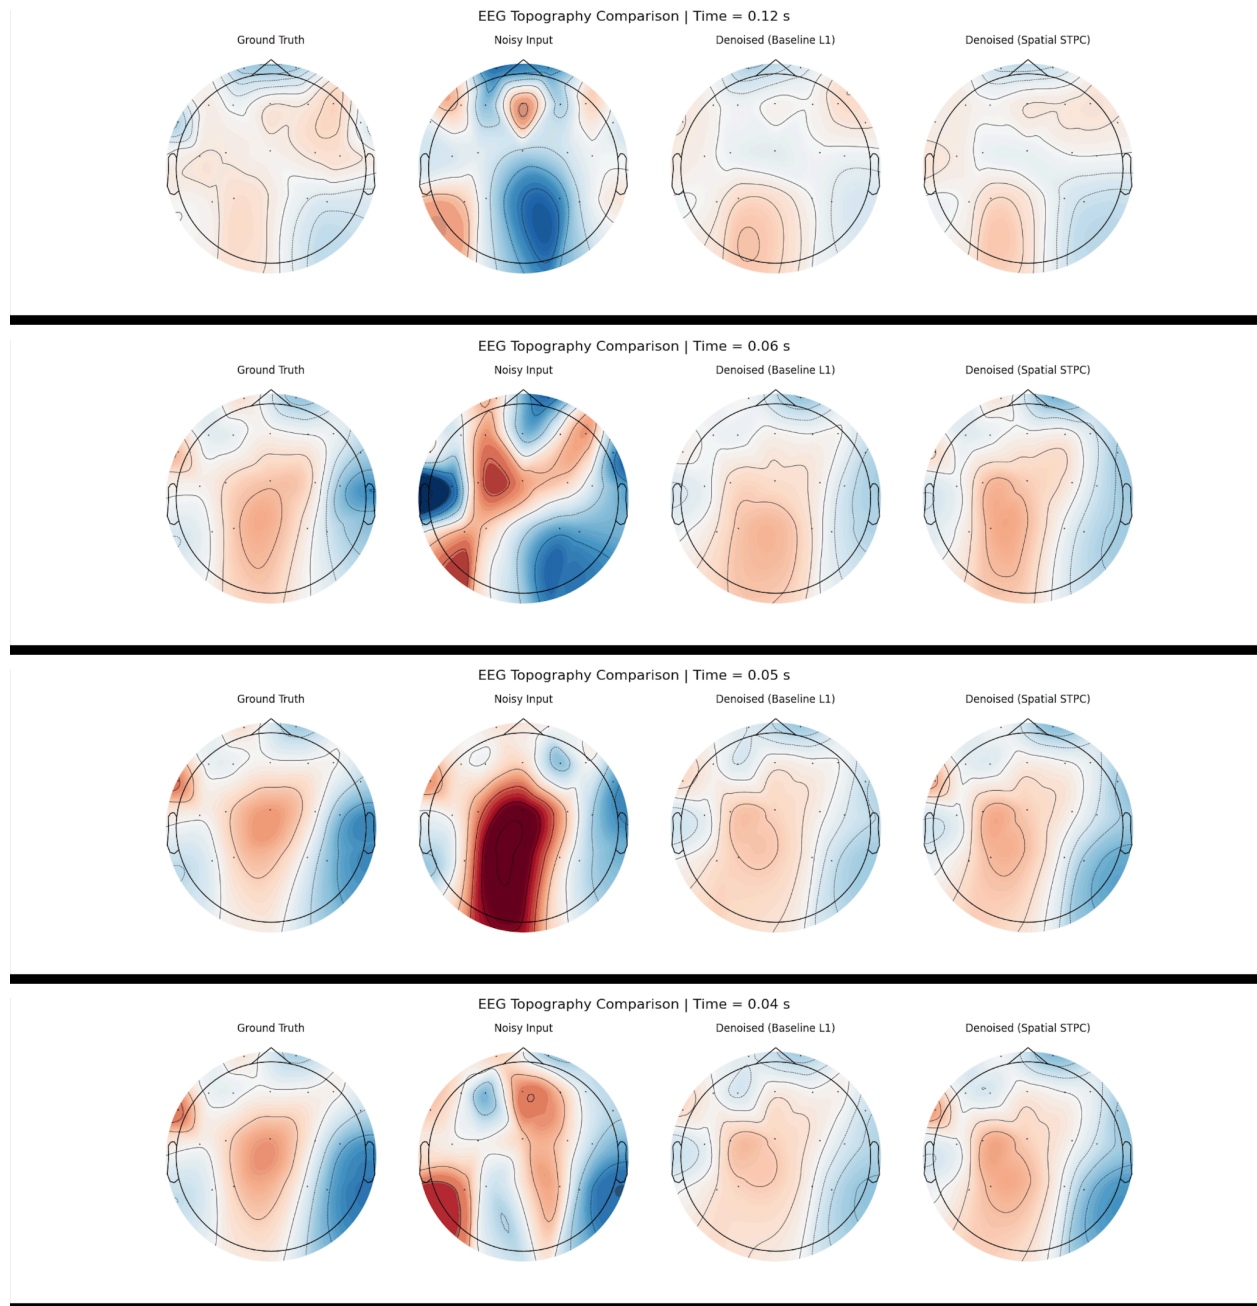 EEG Topography Comparison | Time = 0.12 s
Ground Truth
Noisy Input
Denoised (Baseline L1)
Denoised (Spatial STPC)
EEG Topography Comparison | Time = 0.06 s
Ground Truth
Noisy Input
Denoised (Baseline L1)
Denoised (Spatial STPC)
EEG Topography Comparison | Time = 0.05 s
Ground Truth
Noisy Input
Denoised (Baseline L1)
Denoised (Spatial STPC)
EEG Topography Comparison | Time = 0.04 s
Ground Truth
Noisy Input
Denoised (Baseline L1)
Denoised (Spatial STPC)